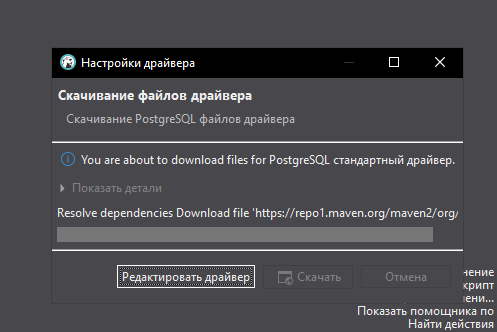 Настройки драйвера
Скачивание файлов драйвера
Скачивание PostgreSQL файлов драйвера
You are about to download files for PostgreSQL стандартный драйвер.
Показать детали
Resolve dependencies Download file 'https://repo1.maven.org/maven2/org/
Редактировать драйвер
Скачать
Отмена
нение
крипт
ени...
Показать помощника по
Найти действия